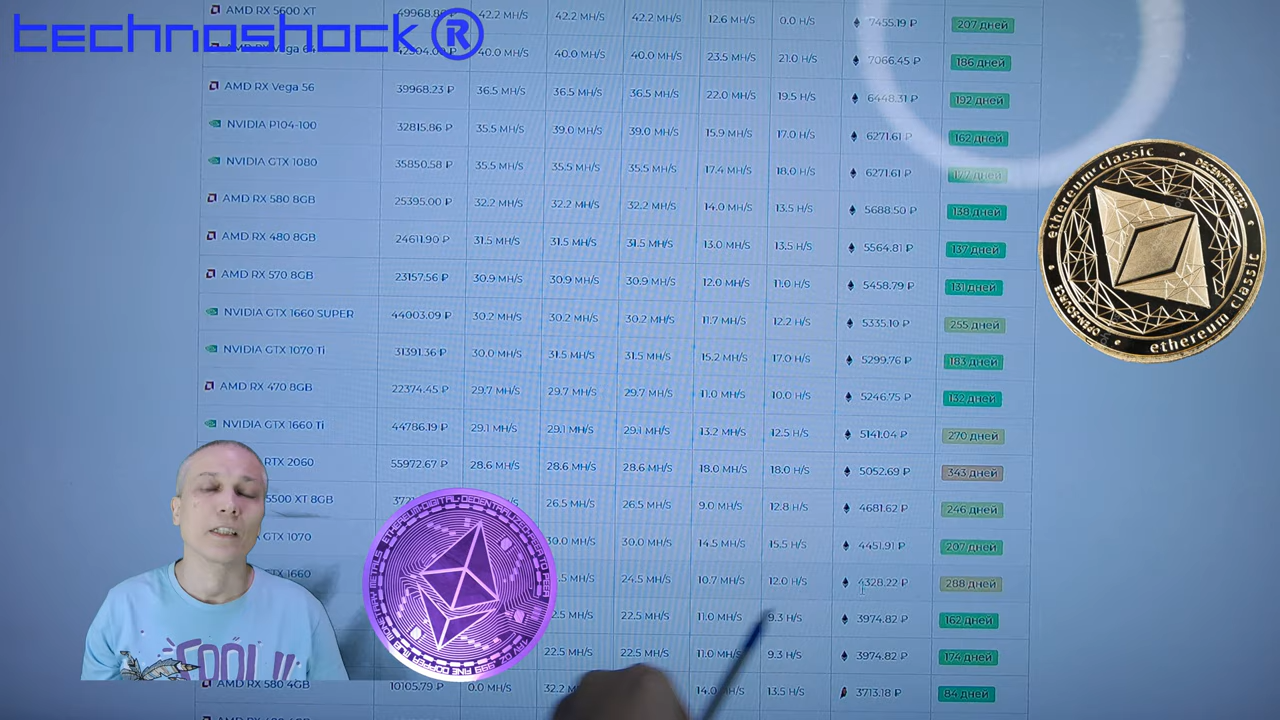 technoshock ®
AMD RX 5600 XT 49968.86 ₽ 42.2 MH/S 42.2 MH/S 42.2 MH/S 12.6 MH/S 0.0 H/S 7455.19 ₽ 207 дней
AMD RX Vega 64 40.0 MH/S 40.0 MH/S 40.0 MH/S 23.5 MH/S 21.0 H/S 7066.45 ₽ 186 дней
AMD RX Vega 56 39968.23 ₽ 36.5 MH/S 36.5 MH/S 36.5 MH/S 22.0 MH/S 19.5 H/S 6448.31 ₽ 192 дней
NVIDIA P104-100 32815.86 ₽ 35.5 MH/S 39.0 MH/S 39.0 MH/S 15.9 MH/S 17.0 H/S 6271.61 ₽ 162 дней
NVIDIA GTX 1080 35850.58 ₽ 35.5 MH/S 35.5 MH/S 35.5 MH/S 17.4 MH/S 18.0 H/S 6271.61 ₽ 177 дней
AMD RX 580 8GB 25395.00 ₽ 32.2 MH/S 32.2 MH/S 32.2 MH/S 14.0 MH/S 13.5 H/S 5688.50 ₽ 138 дней
AMD RX 480 8GB 24611.90 ₽ 31.5 MH/S 31.5 MH/S 31.5 MH/S 13.0 MH/S 13.5 H/S 5564.81 ₽ 137 дней
AMD RX 570 8GB 23157.56 ₽ 30.9 MH/S 30.9 MH/S 30.9 MH/S 12.0 MH/S 11.0 H/S 5458.79 ₽ 131 дней
NVIDIA GTX 1660 SUPER 44003.09 ₽ 30.2 MH/S 30.2 MH/S 30.2 MH/S 11.7 MH/S 12.2 H/S 5335.10 ₽ 255 дней
NVIDIA GTX 1070 Ti 31391.36 ₽ 30.0 MH/S 31.5 MH/S 31.5 MH/S 15.2 MH/S 17.0 H/S 5299.76 ₽ 183 дней
AMD RX 470 8GB 22374.45 ₽ 29.7 MH/S 29.7 MH/S 29.7 MH/S 11.0 MH/S 10.0 H/S 5246.75 ₽ 132 дней
NVIDIA GTX 1660 Ti 44786.19 ₽ 29.1 MH/S 29.1 MH/S 29.1 MH/S 13.2 MH/S 12.5 H/S 5141.04 ₽ 270 дней
RTX 2060 55972.67 ₽ 28.6 MH/S 28.6 MH/S 28.6 MH/S 18.0 MH/S 18.0 H/S 5052.69 ₽ 343 дней
5500 XT 8GB 26.5 MH/S 26.5 MH/S 9.0 MH/S 12.8 H/S 4681.62 ₽ 246 дней
GTX 1070 30.0 MH/S 30.0 MH/S 14.5 MH/S 15.5 H/S 4451.91 ₽ 207 дней
1660 24.5 MH/S 10.7 MH/S 12.0 H/S 4328.22 ₽ 288 дней
22.5 MH/S 11.0 MH/S 9.3 H/S 3974.82 ₽ 162 дней
22.5 MH/S 22.5 MH/S 11.0 MH/S 9.3 H/S 3974.82 ₽ 174 дней
AMD RX 580 4GB 10105.79 ₽ 0.0 MH/S 32.2 14.0 13.5 H/S 3713.18 ₽ 84 дней
ethereum classic
DECENTRALIZED
ethereum classic
OPEN SOURCE
COOL !!